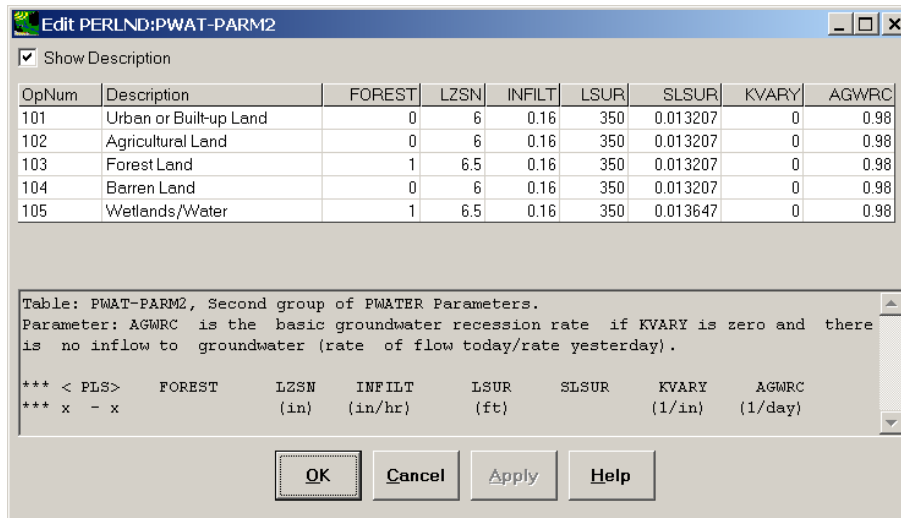 Edit PERLND:PWAT-PARM2
Show Description
OpNum Description FOREST LZSN INFILT LSUR SLSUR KVARY AGWRC
101 Urban or Built-up Land 0 6 0.16 350 0.013207 0 0.98
102 Agricultural Land 0 6 0.16 350 0.013207 0 0.98
103 Forest Land 1 6.5 0.16 350 0.013207 0 0.98
104 Barren Land 0 6 0.16 350 0.013207 0 0.98
105 Wetlands/Water 1 6.5 0.16 350 0.013647 0 0.98
Table: PWAT-PARM2, Second group of PWATER Parameters.
Parameter: AGWRC is the basic groundwater recession rate if KVARY is zero and there
is no inflow to groundwater (rate of flow today/rate yesterday).
*** < PLS> FOREST LZSN INFILT LSUR SLSUR KVARY AGWRC
*** x - x (in) (in/hr) (ft) (1/in) (1/day)
OK Cancel Apply Help